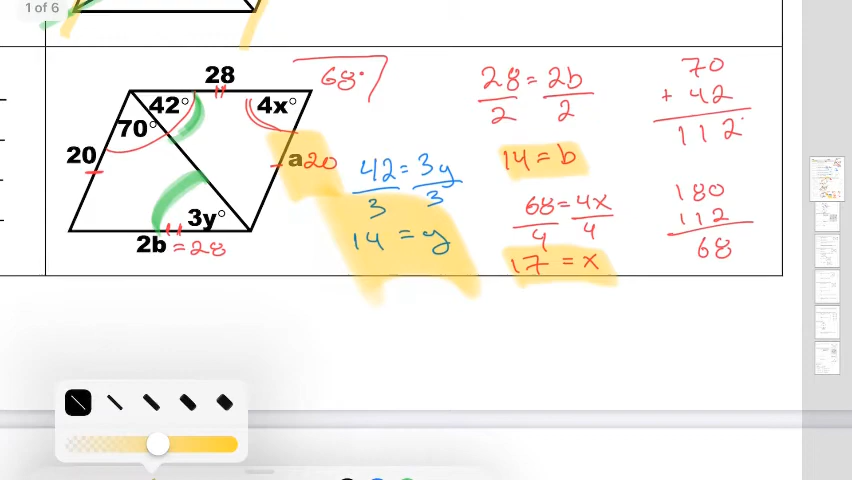 1 of 6
28
42°
4x°
70°
20
a20
3y°
2b = 28
68°
28 = 2b
2 2
14 = b
42 = 3y
3 3
14 = y
68 = 4x
4 4
17 = x
70
+ 42
112
180
112
68